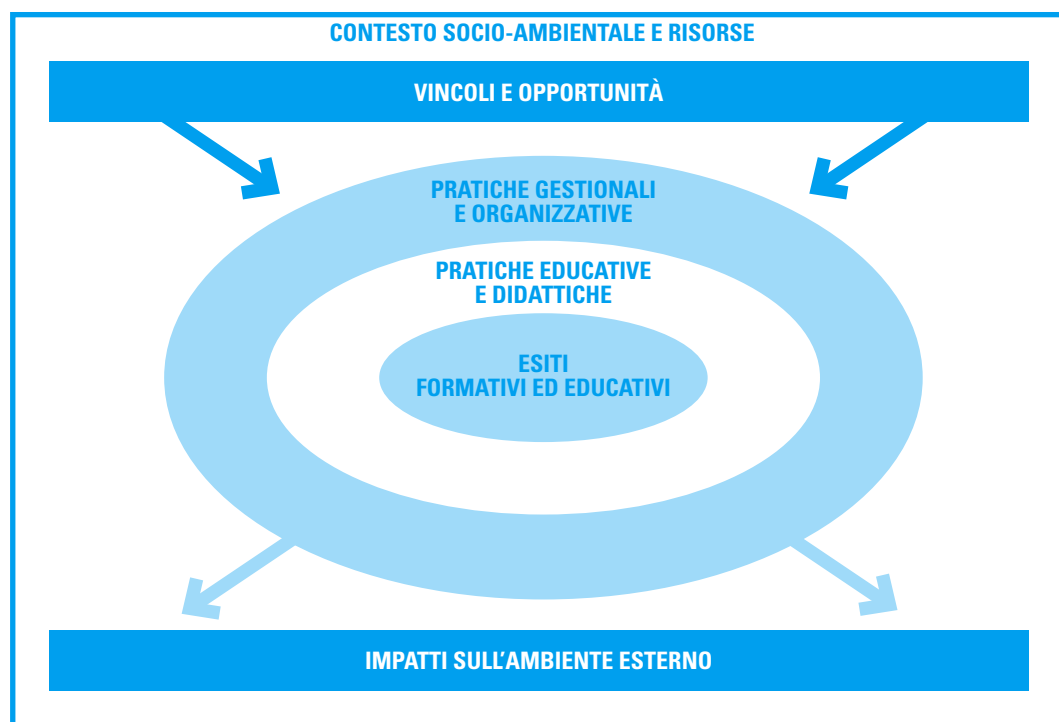 CONTESTO SOCIO-AMBIENTALE E RISORSE
VINCOLI E OPPORTUNITÀ
PRATICHE GESTIONALI
E ORGANIZZATIVE
PRATICHE EDUCATIVE
E DIDATTICHE
ESITI
FORMATIVI ED EDUCATIVI
IMPATTI SULL'AMBIENTE ESTERNO